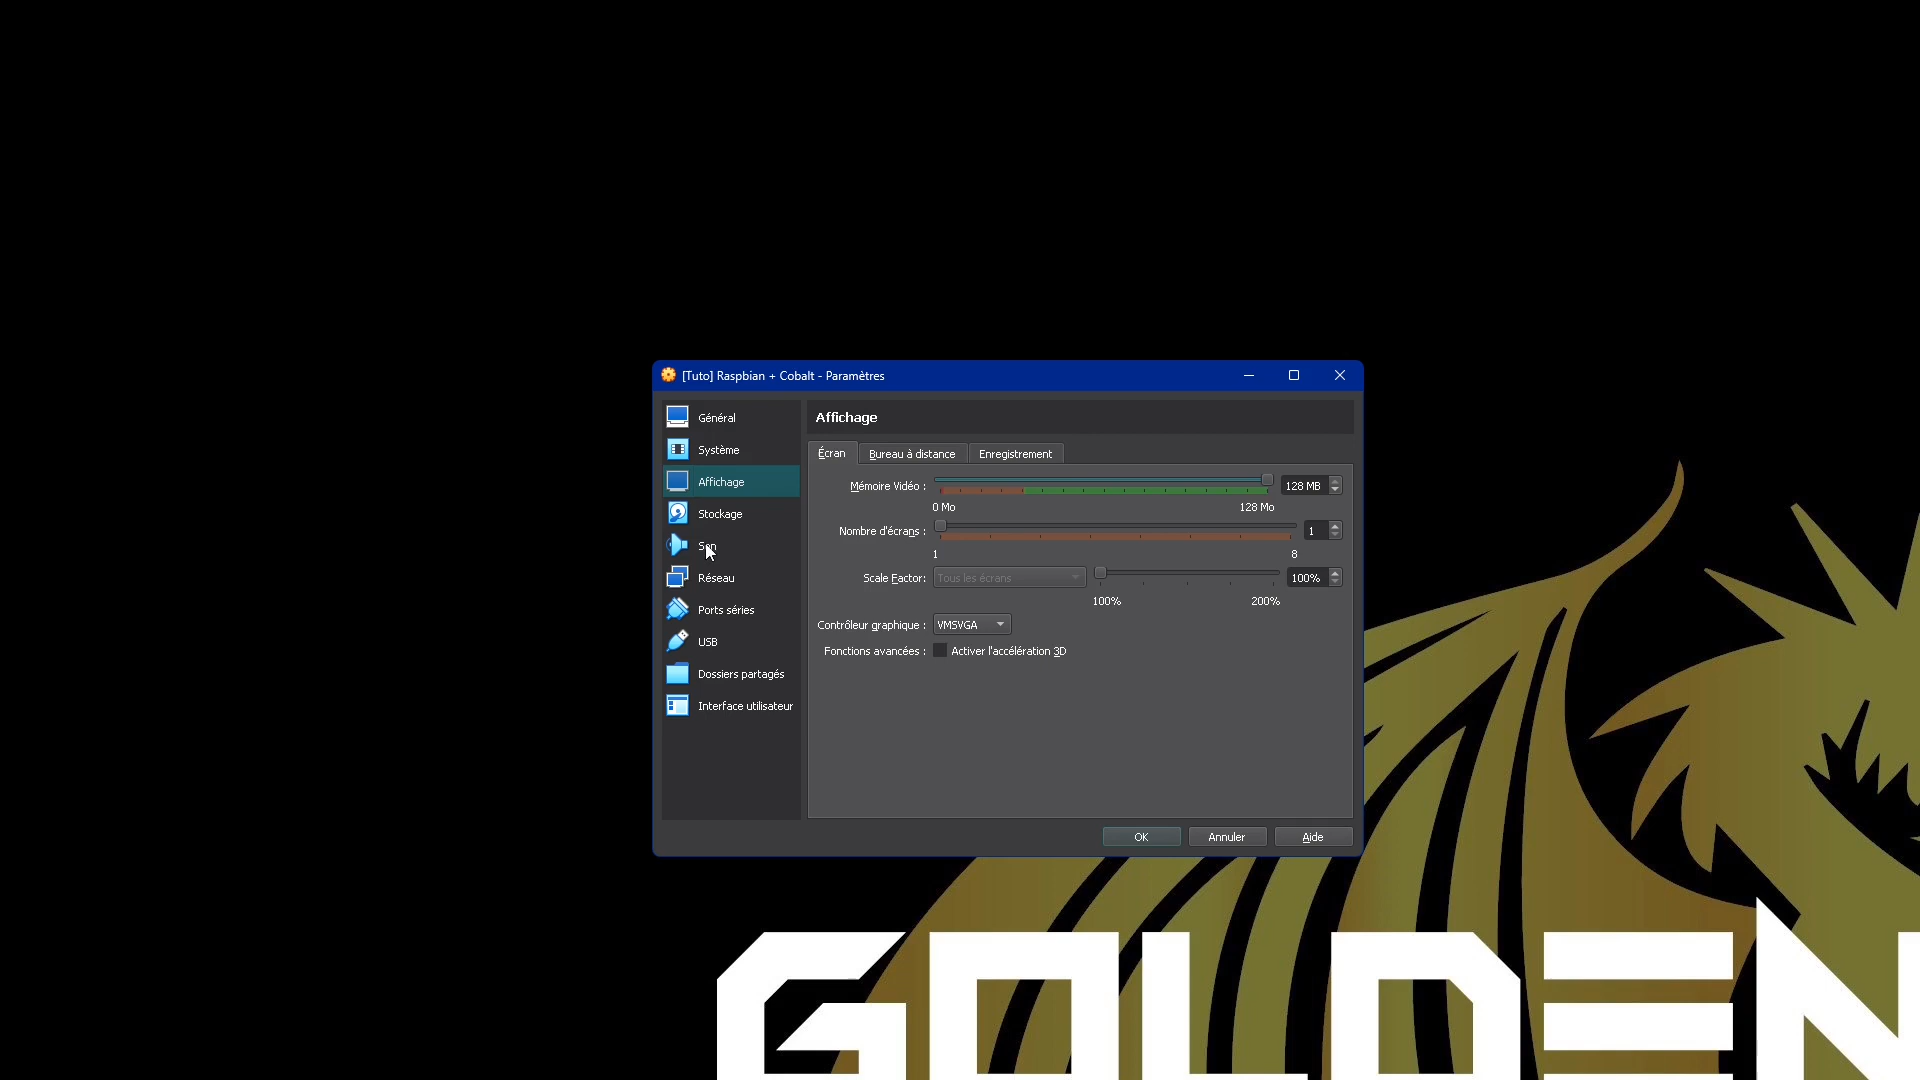 [Tuto] Raspbian + Cobalt - Paramètres
Général
Système
Affichage
Stockage
Son
Réseau
Ports séries
USB
Dossiers partagés
Interface utilisateur
Affichage
Écran Bureau à distance Enregistrement
Mémoire Vidéo : 128 MB
0 Mo 128 Mo
Nombre d'écrans : 1
1 8
Scale Factor: Tous les écrans 100%
100% 200%
Contrôleur graphique : VMSVGA
Fonctions avancées : Activer l'accélération 3D
OK Annuler Aide
GOLDEN